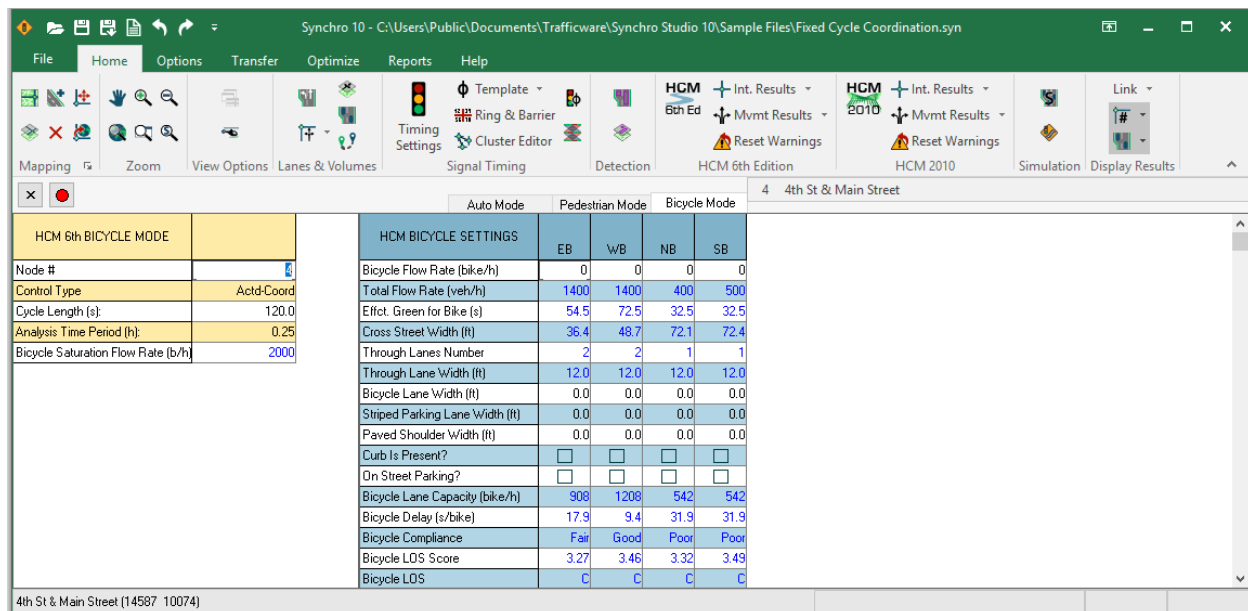 Synchro 10 - C:\Users\Public\Documents\Trafficware\Synchro Studio 10\Sample Files\Fixed Cycle Coordination.syn
File Home Options Transfer Optimize Reports Help
Timing Settings
Φ Template
Ring & Barrier
Cluster Editor
HCM 6th Ed
Int. Results
Mvmt Results
Reset Warnings
HCM 2010
Int. Results
Mvmt Results
Reset Warnings
Link
#
Mapping Zoom View Options Lanes & Volumes Signal Timing Detection HCM 6th Edition HCM 2010 Simulation Display Results
Auto Mode Pedestrian Mode Bicycle Mode 4 4th St & Main Street
HCM 6th BICYCLE MODE
Node # 4
Control Type Actd-Coord
Cycle Length (s): 120.0
Analysis Time Period (h): 0.25
Bicycle Saturation Flow Rate (b/h) 2000
HCM BICYCLE SETTINGS EB WB NB SB
Bicycle Flow Rate (bike/h) 0 0 0 0
Total Flow Rate (veh/h) 1400 1400 400 500
Effct. Green for Bike (s) 54.5 72.5 32.5 32.5
Cross Street Width (ft) 36.4 48.7 72.1 72.4
Through Lanes Number 2 2 1 1
Through Lane Width (ft) 12.0 12.0 12.0 12.0
Bicycle Lane Width (ft) 0.0 0.0 0.0 0.0
Striped Parking Lane Width (ft) 0.0 0.0 0.0 0.0
Paved Shoulder Width (ft) 0.0 0.0 0.0 0.0
Curb Is Present?
On Street Parking?
Bicycle Lane Capacity (bike/h) 908 1208 542 542
Bicycle Delay (s/bike) 17.9 9.4 31.9 31.9
Bicycle Compliance Fair Good Poor Poor
Bicycle LOS Score 3.27 3.46 3.32 3.49
Bicycle LOS C C C C
4th St & Main Street (14587 10074)